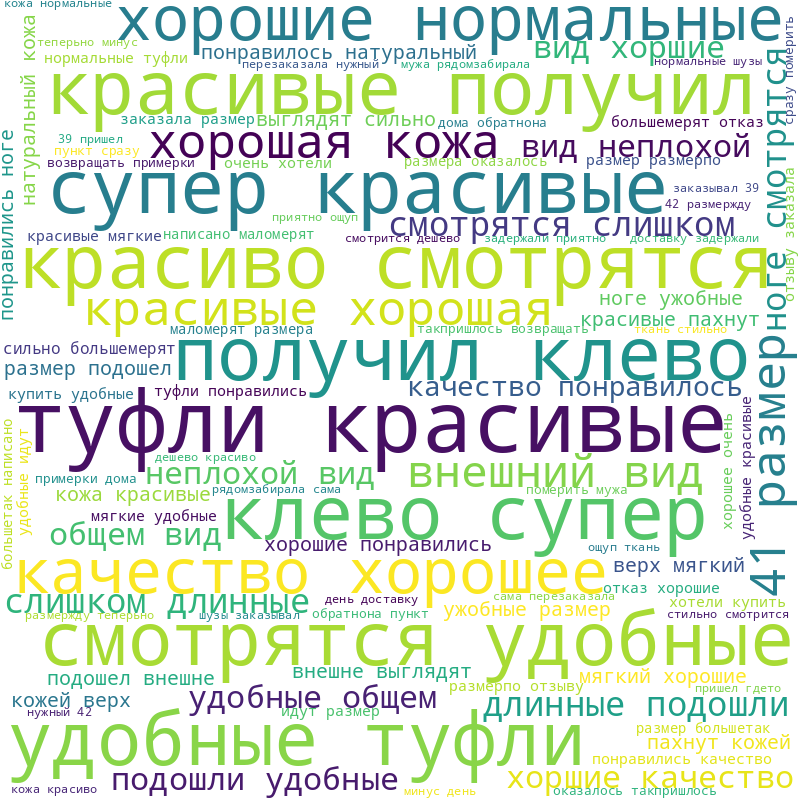 кожа нормальные
хорошие нормальные
теперьно минус
понравилось натуральный
вид хоршие
нормальные туфли
перезаказала нужный
мужа рядомзабирала
нормальные шузы
сразу померить
натуральный кожа
красивые получил
заказала размер
выглядят сильно
дома обратнона
большемерят отказ
39 пришел
хорошая кожа
вид неплохой
пункт сразу
возвращать примерки
очень хотели
размера оказалось
размер размерпо
супер красивые
заказывал 39
42 размержду
приятно ощуп
смотрятся слишком
красивые мягкие
написано маломерят
смотрится дешево
задержали приятно
доставку задержали
понравились ноге
ноге смотрятся
отзыву заказала
красиво смотрятся
красивые хорошая
ноге ужобные
красивые пахнут
маломерят размера
такпришлось возвращать
ткань стильно
сильно большемерят
получил клево
размер подошел
качество понравилось
купить удобные
туфли понравились
туфли красивые
41 размер
дешево красиво
неплохой вид
внешний вид
примерки дома
большетак написано
удобные идут
хорошее очень
удобные красивые
кожа красивые
рядомзабирала сама
померить мужа
клево супер
мягкие удобные
общем вид
хорошие понравились
ощуп ткань
качество хорошее
верх мягкий
отказ хорошие
слишком длинные
день доставку
сама перезаказала
хотели купить
размержду теперьно
шузы заказывал
обратнона пункт
ужобные размер
стильно смотрится
смотрятся удобные
подошел внешне
внешне выглядят
мягкий хорошие
размерпо отзыву
пришел гдето
кожей верх
удобные общем
длинные подошли
нужный 42
идут размер
удобные туфли
размер большетак
пахнут кожей
понравились качество
подошли удобные
хоршие качество
кожа красиво
минус день
оказалось такпришлось